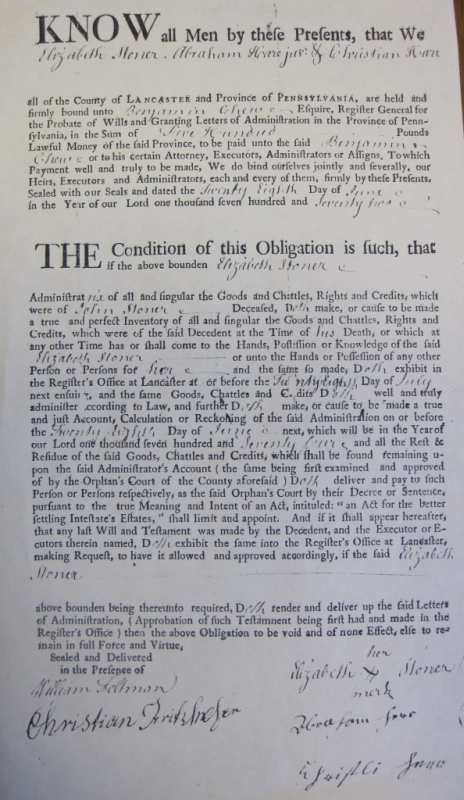 KNOW all Men by these Presents, that We
Elizabeth Stoner. Abraham Hare junr. & Christian Hare
all of the County of LANCASTER and Province of PENNSYLVANIA, are held and
firmly bound unto Benjamin Chew Esquire, Register General for
the Probate of Wills and Granting Letters of Administration in the Province of Penn-
sylvania, in the Sum of Five Hundred Pounds
Lawful Money of the said Province, to be paid unto the said Benjamin
Chew or to his certain Attorney, Executors, Administrators or Assigns, To which
Payment well and truly to be made, We do bind ourselves jointly and severally, our
Heirs, Executors and Administrators, each and every of them, firmly by these Presents,
Sealed with our Seals and dated the Twenty Eighth Day of June
in the Year of our Lord one thousand seven hundred and Seventy two
THE Condition of this Obligation is such, that
if the above bounden Elizabeth Stoner
Administratrix of all and singular the Goods and Chattles, Rights and Credits, which
were of John Stoner Deceased, Doth make, or cause to be made
a true and perfect Inventory of all and singular the Goods and Chattles, Rights and
Credits, which were of the said Decedent at the Time of his Death, or which at
any other Time has or shall come to the Hands, Possession or Knowledge of the said
Elizabeth Stoner or unto the Hands or Possession of any other
Person or Persons for her and the same so made, Doth exhibit in
the Register's Office at Lancaster at or before the Twenty eighth Day of July
next ensuing, and the same Goods, Chattles and Credits Doth well and truly
administer according to Law, and further Doth make, or cause to be made a true
and just Account, Calculation or Reckoning of the said Administration on or before
the Twenty Eighth Day of June next, which will be in the Year of
our Lord one thousand seven hundred and Seventy and all the Rest &
Residue of the said Goods, Chattles and Credits, which shall be found remaining u-
pon the said Administrator's Account (the same being first examined and approved
of by the Orphan's Court of the County aforesaid) Doth deliver and pay to such
Person or Persons respectively, as the said Orphan's Court by their Decree or Sentence,
pursuant to the true Meaning and Intent of an Act, intituled: "an Act for the better
settling Intestate's Estates," shall limit and appoint. And if it shall appear hereafter,
that any last Will and Testament was made by the Decedent, and the Executor or E-
cutors therein named, Doth exhibit the same into the Register's Office at Lancaster,
making Request, to have it allowed and approved accordingly, if the said Elizabeth
Stoner
above bounden being thereunto required, Doth render and deliver up the said Letters
of Administration, (Approbation of such Testamnent being first had and made in the
Register's Office) then the above Obligation to be void and of none Effect, else to re-
main in full Force and Virtue,
Sealed and Delivered
in the Presence of
her
Elizabeth X Stoner
mark
William
Christian
Abraham